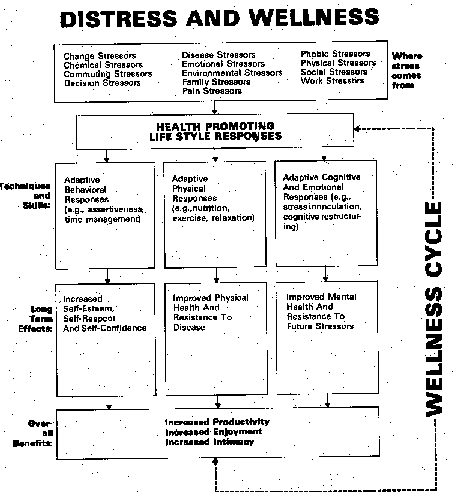 DISTRESS AND WELLNESS
Change Stressors
Chemical Stressors
Commuting Stressors
Decision Stressors
Disease Stressors
Emotional Stressors
Environmental Stressors
Family Stressors
Pain Stressors
Phobic Stressors
Physical Stressors
Social Stressors
Work Stressors
Where
stress
comes
from
HEALTH PROMOTING
LIFE STYLE RESPONSES
Techniques
and
Skills:
Adaptive
Behavioral
Responses
(e.g., assertiveness,
time management)
Adaptive
Physical
Responses
(e.g., nutrition,
exercise, relaxation)
Adaptive Cognitive
And Emotional
Responses (e.g.,
stress innoculation,
cognitive restructur-
ing)
Long
Term
Effects:
Increased
Self-Esteem,
Self-Respect
And Self-Confidence
Improved Physical
Health And
Resistance To
Disease
Improved Mental
Health And
Resistance To
Future Stressors
Over-
all
Benefits:
Increased Productivity
Increased Enjoyment
Increased Intimacy
WELLNESS CYCLE